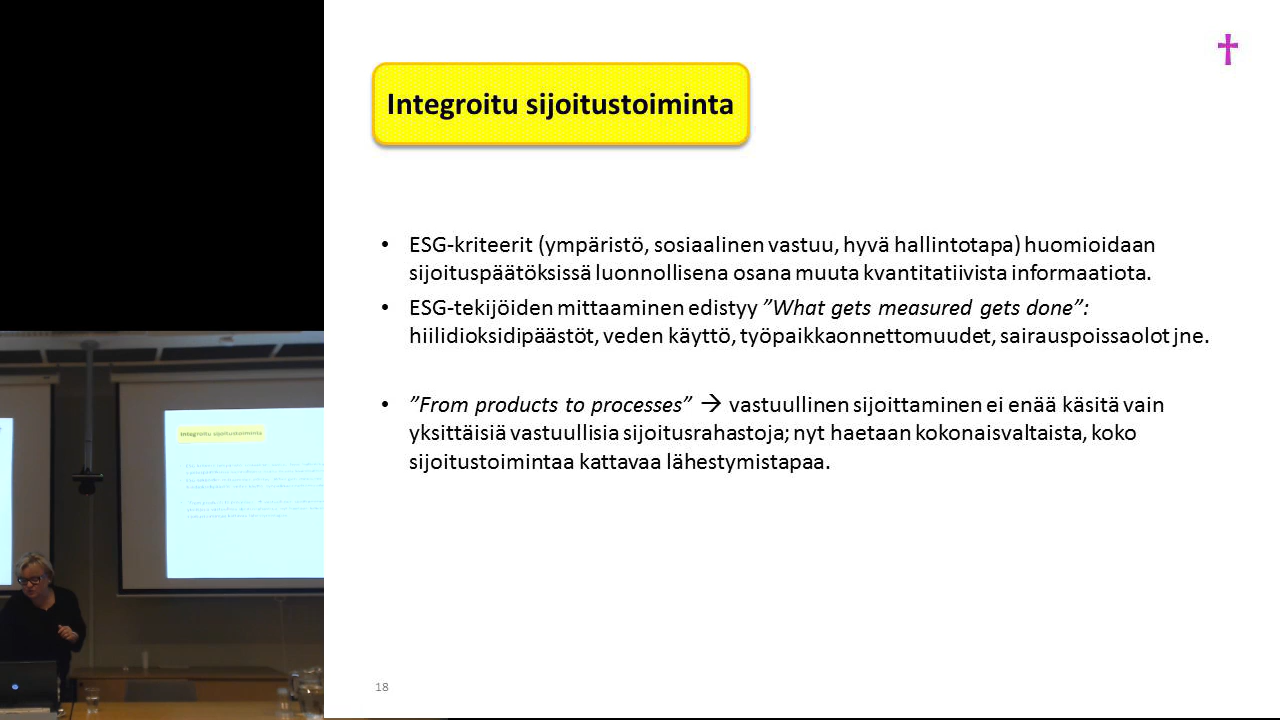 Integroitu sijoitustoiminta
• ESG-kriteerit (ympäristö, sosiaalinen vastuu, hyvä hallintotapa) huomioidaan
sijoituspäätöksissä luonnollisena osana muuta kvantitatiivista informaatiota.
• ESG-tekijöiden mittaaminen edistyy ”What gets measured gets done”:
hiilidioksidipäästöt, veden käyttö, työpaikkaonnettomuudet, sairauspoissaolot jne.
• ”From products to processes” → vastuullinen sijoittaminen ei enää käsitä vain
yksittäisiä vastuullisia sijoitusrahastoja; nyt haetaan kokonaisvaltaista, koko
sijoitustoimintaa kattavaa lähestymistapaa.
18
Integroitu sijoitustoiminta